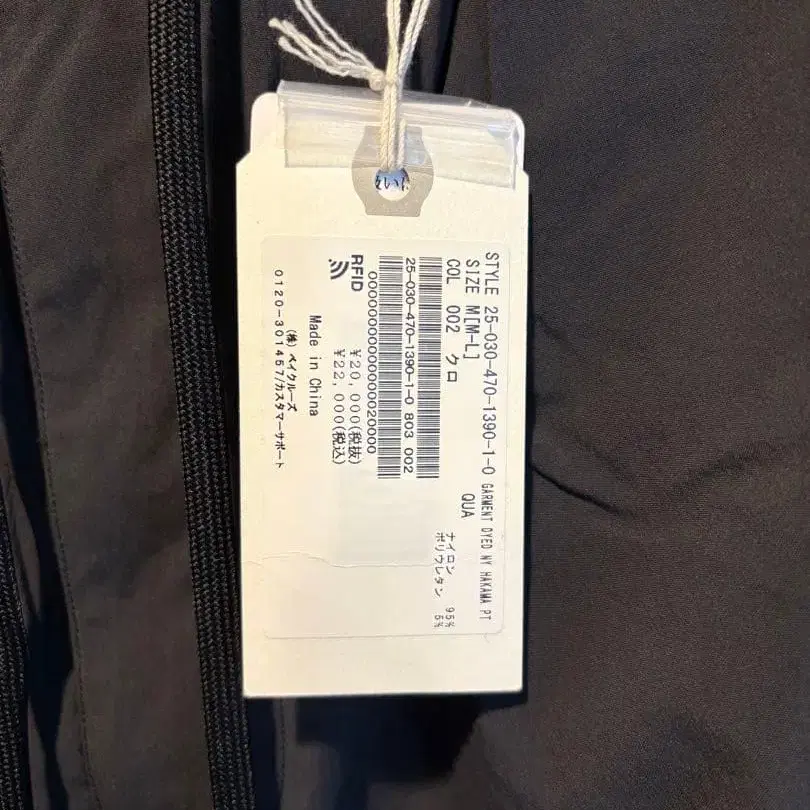 STYLE 25-030-470-1390-1-0 GARMENT DYED NY HAKAMA PT
SIZE M[M-L] QUA
COL 002 クロ
ナイロン 95%
ポリウレタン 5%
25-030-470-1390-1-0 803 002
0000000000000000020000
RFID
¥20,000(税抜)
¥22,000(税込)
Made in China
(株) ベイクルーズ
0120-301457/カスタマーサポート